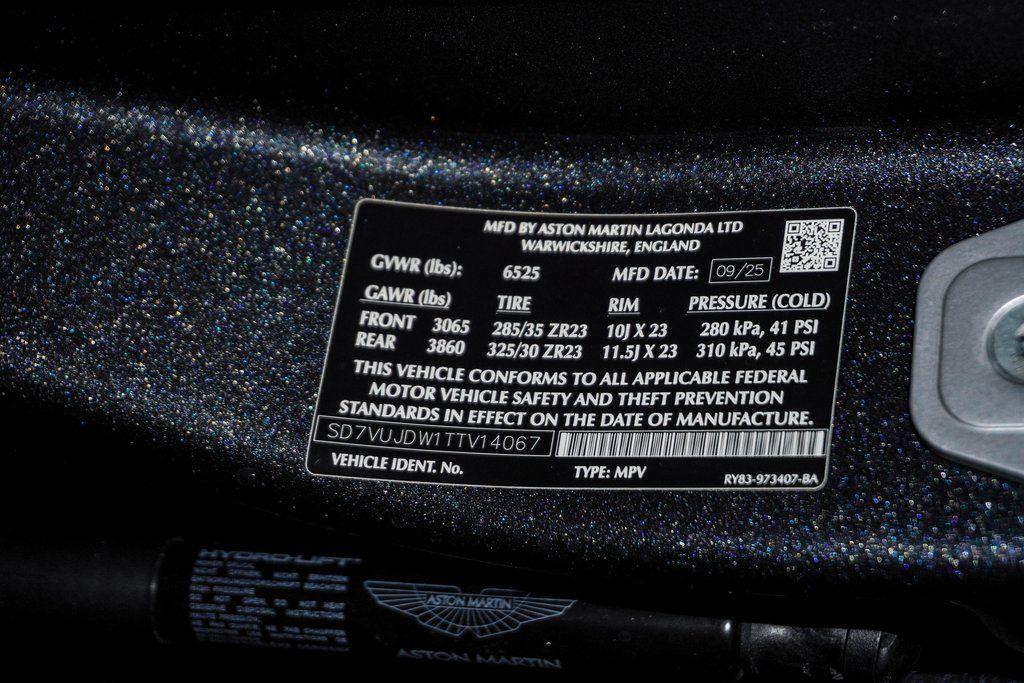 MFD BY ASTON MARTIN LAGONDA LTD
WARWICKSHIRE, ENGLAND
GVWR (lbs): 6525 MFD DATE: 09/25
GAWR (lbs) TIRE RIM PRESSURE (COLD)
FRONT 3065 285/35 ZR23 10J X 23 280 kPa, 41 PSI
REAR 3860 325/30 ZR23 11.5J X 23 310 kPa, 45 PSI
THIS VEHICLE CONFORMS TO ALL APPLICABLE FEDERAL
MOTOR VEHICLE SAFETY AND THEFT PREVENTION
STANDARDS IN EFFECT ON THE DATE OF MANUFACTURE.
SD7VUJDW1TTV14067
VEHICLE IDENT. No. TYPE: MPV RY83-973407-BA
HYDRO-LIFT
ASTON MARTIN
ASTON MARTIN